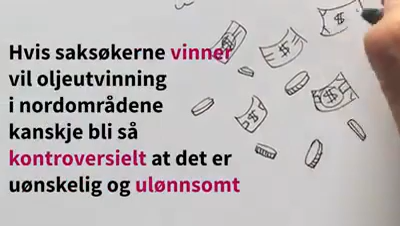 Hvis saksøkerne vinner
vil oljeutvinning
i nordområdene
kanskje bli så
kontroversielt at det er
uønskelig og ulønnsomt
$
$
$
$